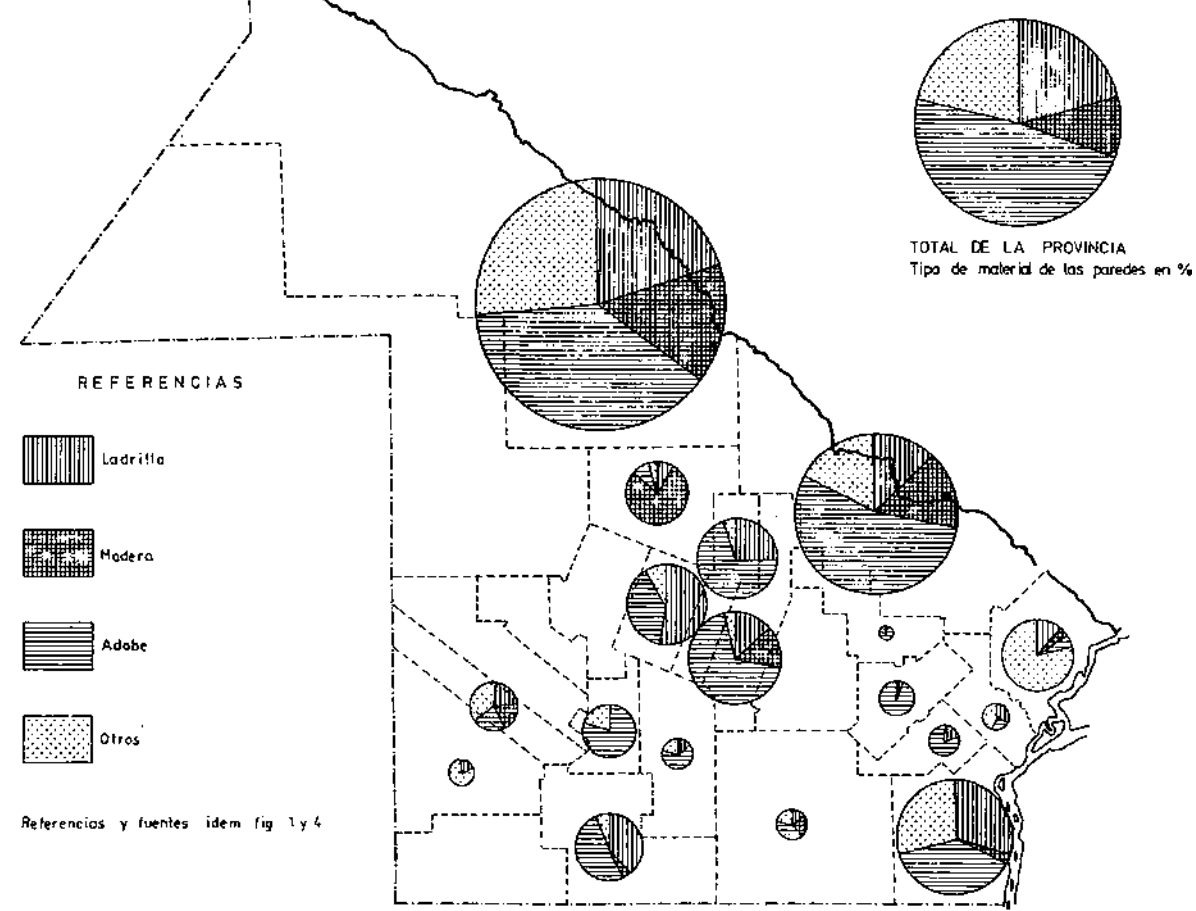 TOTAL DE LA PROVINCIA
Tipo de material de las paredes en %
REFERENCIAS
Ladrillo
Madera
Adobe
Otros
Referencias y fuentes idem fig 1 y 4